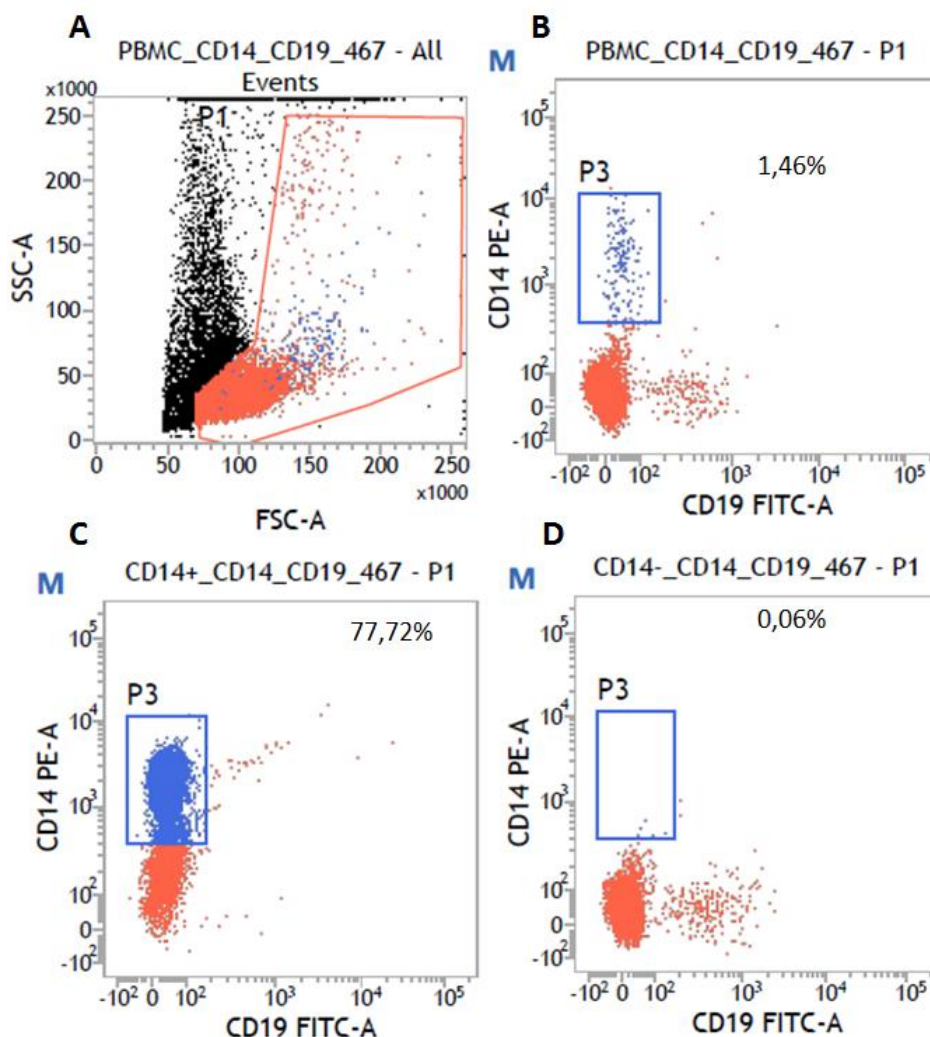 A
PBMC_CD14_CD19_467 - All
Events
x1000
P1
250
200
150
100
50
0
SSC-A
0 50 100 150 200 250
x1000
FSC-A
B
M PBMC_CD14_CD19_467 - P1
1,46%
P3
10^5
10^4
10^3
10^2
0
-10^2
CD14 PE-A
-10^2 0 10^2 10^3 10^4 10^5
CD19 FITC-A
C
M CD14+_CD14_CD19_467 - P1
77,72%
P3
10^5
10^4
10^3
10^2
0
-10^2
CD14 PE-A
-10^2 0 10^2 10^3 10^4 10^5
CD19 FITC-A
D
M CD14-_CD14_CD19_467 - P1
0,06%
P3
10^5
10^4
10^3
10^2
0
-10^2
CD14 PE-A
-10^2 0 10^2 10^3 10^4 10^5
CD19 FITC-A